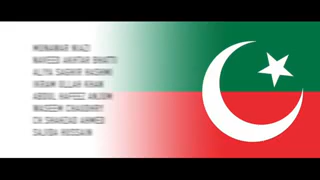 MUNAWAR NIAZI
NAVEED AKHTAR BHATTI
ALIYA SAGHIR HASHMI
IKRAM ULLAH KHAN
ABDUL HAFEEZ ANJUM
WASEEM CHAUDHRY
CH SHAHZAD AHMED
SAJIDA HUSSAIN